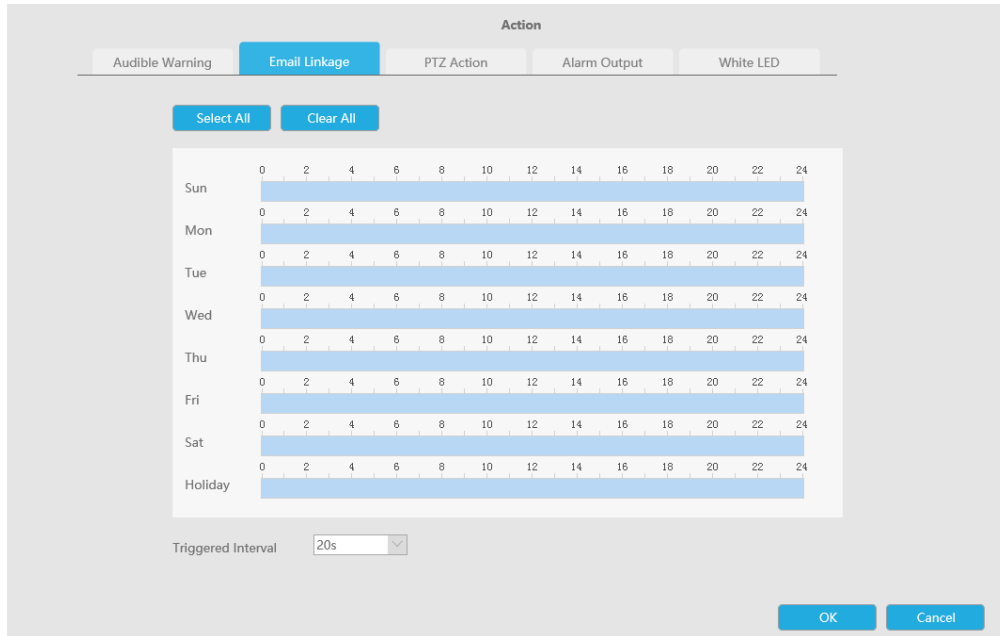 Action
Audible Warning Email Linkage PTZ Action Alarm Output White LED
Select All Clear All
0 2 4 6 8 10 12 14 16 18 20 22 24
Sun
0 2 4 6 8 10 12 14 16 18 20 22 24
Mon
0 2 4 6 8 10 12 14 16 18 20 22 24
Tue
0 2 4 6 8 10 12 14 16 18 20 22 24
Wed
0 2 4 6 8 10 12 14 16 18 20 22 24
Thu
0 2 4 6 8 10 12 14 16 18 20 22 24
Fri
0 2 4 6 8 10 12 14 16 18 20 22 24
Sat
0 2 4 6 8 10 12 14 16 18 20 22 24
Holiday
Triggered Interval 20s
OK Cancel